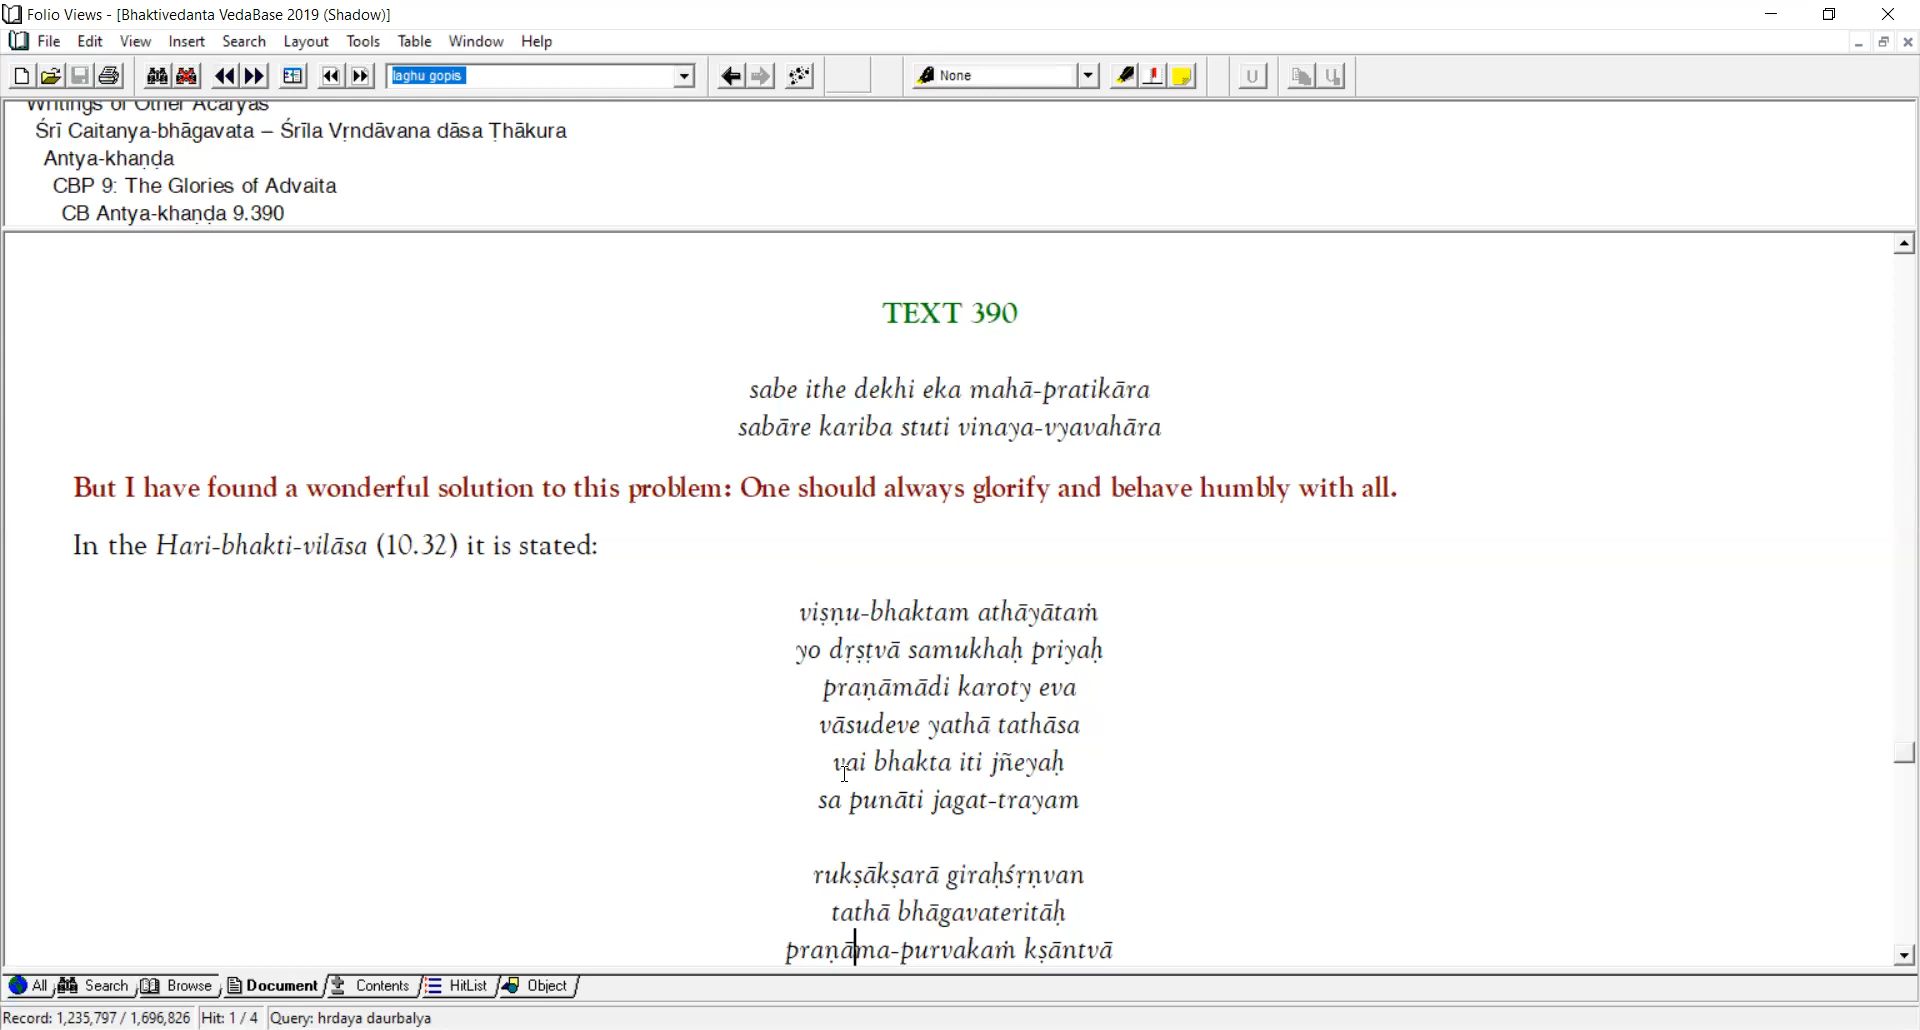 Folio Views - [Bhaktivedanta VedaBase 2019 (Shadow)]
File Edit View Insert Search Layout Tools Table Window Help
laghu gopis None U
Writings of Other Ācāryas
Śrī Caitanya-bhāgavata – Śrīla Vṛndāvana dāsa Ṭhākura
Antya-khaṇḍa
CBP 9: The Glories of Advaita
CB Antya-khaṇḍa 9.390
TEXT 390
sabe ithe dekhi eka mahā-pratikāra
sabāre kariba stuti vinaya-vyavahāra
But I have found a wonderful solution to this problem: One should always glorify and behave humbly with all.
In the Hari-bhakti-vilāsa (10.32) it is stated:
viṣṇu-bhaktam athāyātaṁ
yo dṛṣṭvā samukhaḥ priyaḥ
praṇāmādi karoty eva
vāsudeve yathā tathāsa
vai bhakta iti jñeyaḥ
sa punāti jagat-trayam
rukṣākṣarā giraḥśṛṇvan
tathā bhāgavateritāḥ
praṇāma-purvakaṁ kṣāntvā
All Search Browse Document Contents HitList Object
Record: 1,235,797 / 1,696,826 Hit: 1 / 4 Query: hrdaya daurbalya